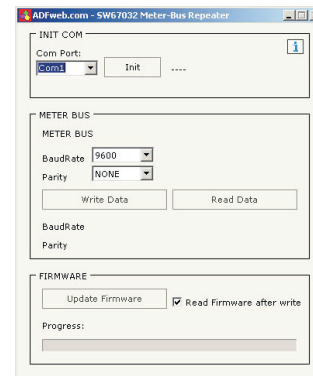 ADFweb.com - SW67032 Meter-Bus Repeater
INIT COM
Com Port:
Com1 Init ----
METER BUS
METER BUS
BaudRate 9600
Parity NONE
Write Data Read Data
BaudRate
Parity
FIRMWARE
Update Firmware Read Firmware after write
Progress: